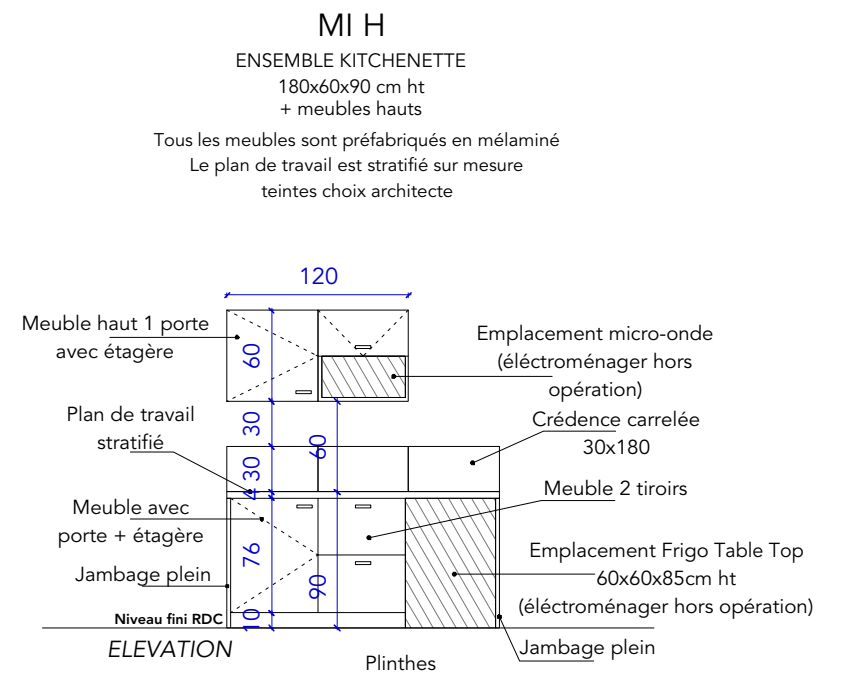 MI H
ENSEMBLE KITCHENETTE
180x60x90 cm ht
+ meubles hauts
Tous les meubles sont préfabriqués en mélaminé
Le plan de travail est stratifié sur mesure
teintes choix architecte
120
Meuble haut 1 porte
avec étagère
60
Emplacement micro-onde
(éléctroménager hors
opération)
Plan de travail
stratifié
30
60
Crédence carrelée
30x180
30
4
Meuble 2 tiroirs
Meuble avec
porte + étagère
76
Emplacement Frigo Table Top
60x60x85cm ht
(éléctroménager hors opération)
Jambage plein
90
10
Niveau fini RDC
ELEVATION
Plinthes
Jambage plein